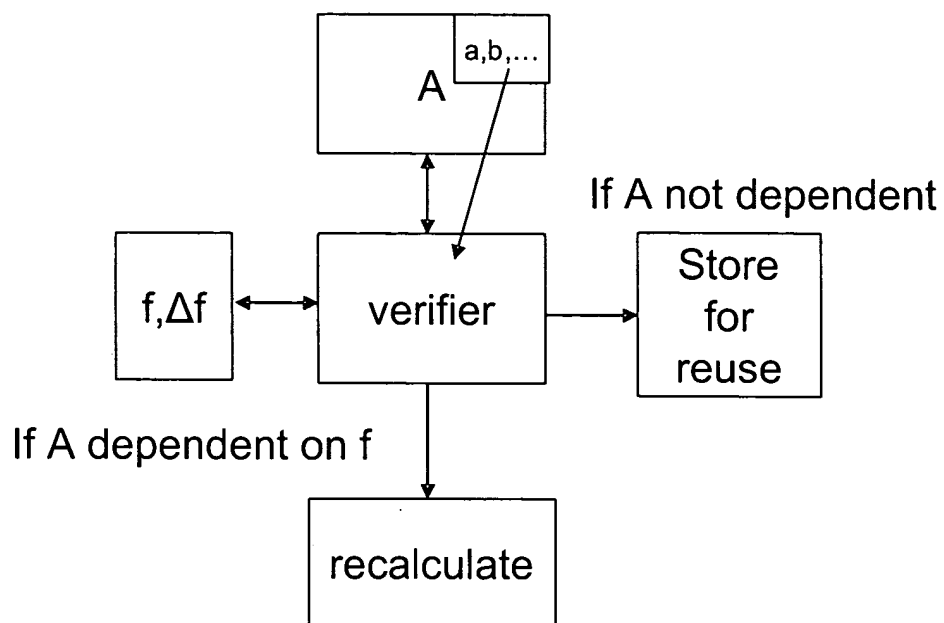 a,b,...
A
If A not dependent
f,Δf
verifier
Store
for
reuse
If A dependent on f
recalculate